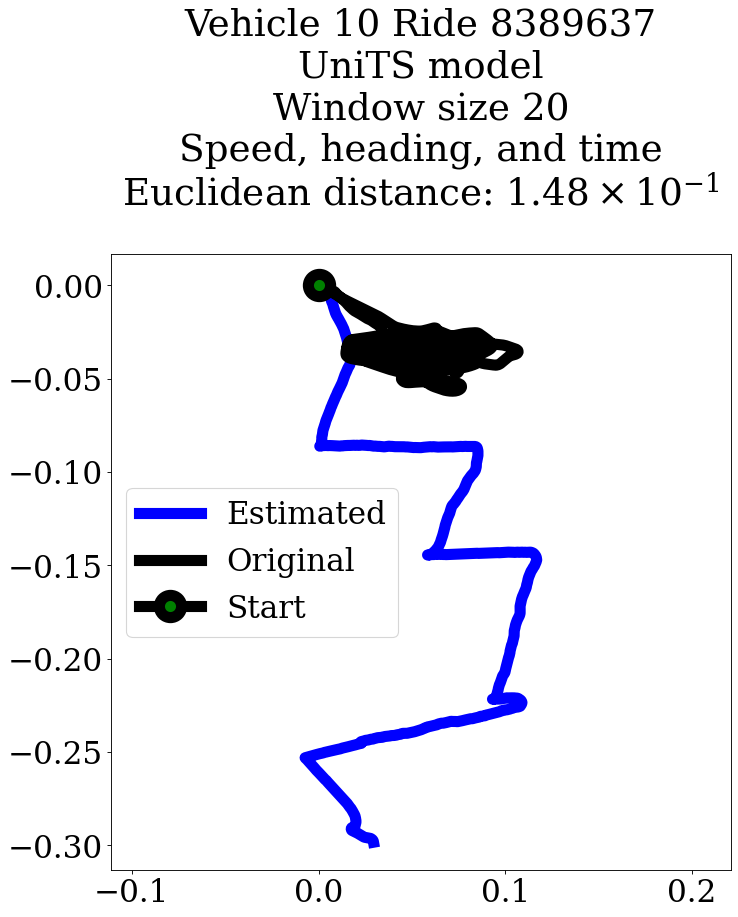 Vehicle 10 Ride 8389637
UniTS model
Window size 20
Speed, heading, and time
Euclidean distance: 1.48 × 10⁻¹
0.00
−0.05
−0.10
−0.15
−0.20
−0.25
−0.30
Estimated
Original
Start
−0.1 0.0 0.1 0.2